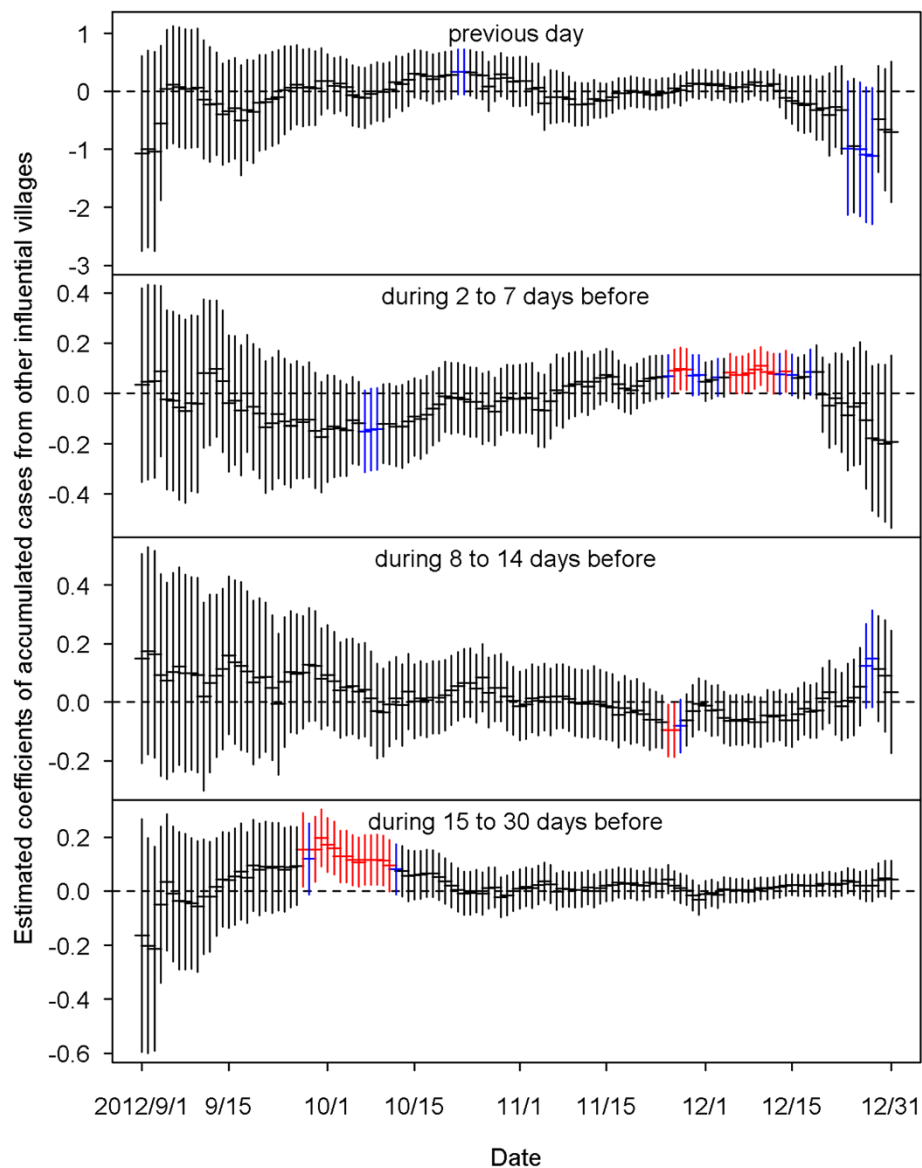 Estimated coefficients of accumulated cases from other influential villages
previous day
1
0
-1
-2
-3
during 2 to 7 days before
0.4
0.2
0.0
-0.2
-0.4
during 8 to 14 days before
0.4
0.2
0.0
-0.2
during 15 to 30 days before
0.2
0.0
-0.2
-0.4
-0.6
2012/9/1 9/15 10/1 10/15 11/1 11/15 12/1 12/15 12/31
Date